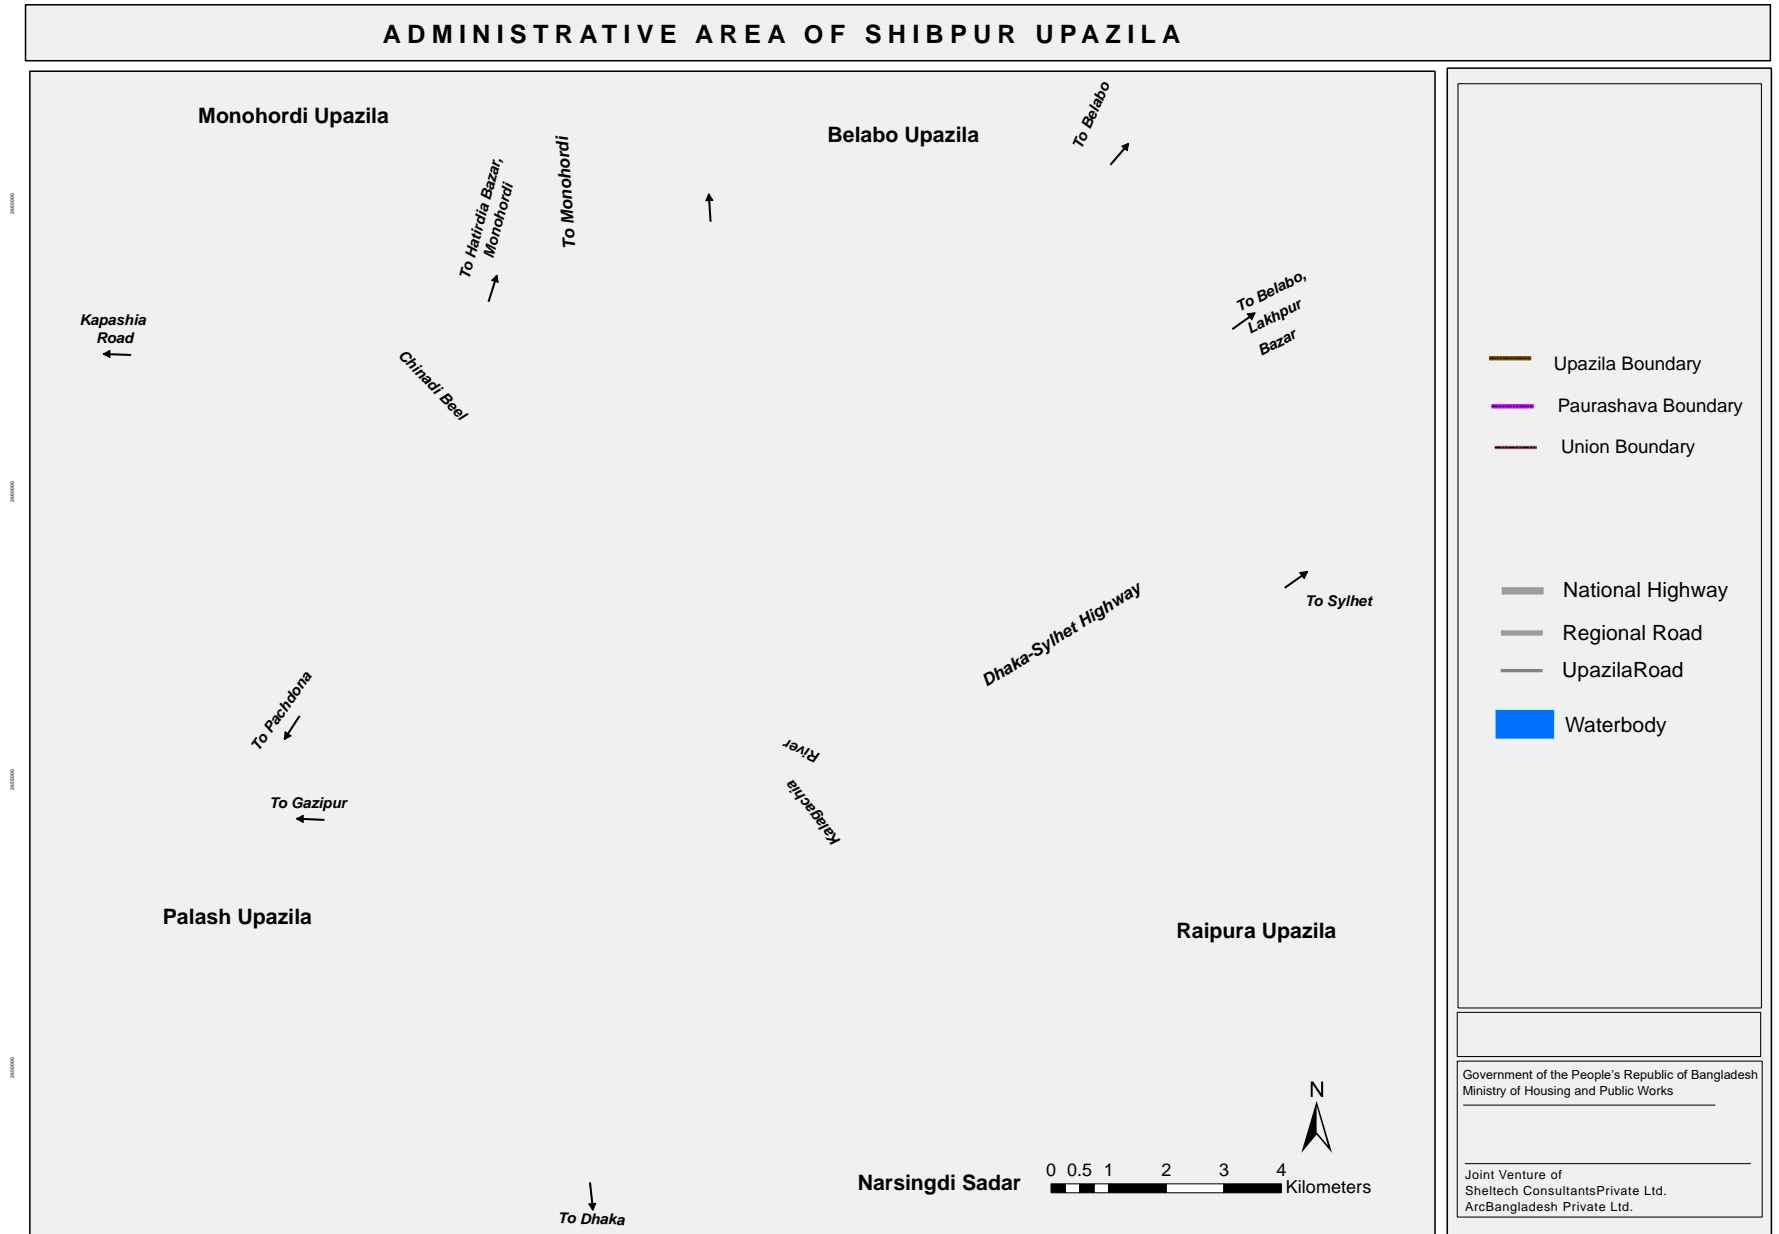 ADMINISTRATIVE AREA OF SHIBPUR UPAZILA
Monohordi Upazila
Belabo Upazila
To Belabo
To Hatirdia Bazar,
Monohordi
To Monohordi
2665000
Kapashia
Road
To Belabo,
Lakhpur
Bazar
Chinadi Beel
2660000
Dhaka-Sylhet Highway
To Sylhet
To Pachdona
River
Kalagachia
2655000
To Gazipur
Palash Upazila
Raipura Upazila
2650000
N
Narsingdi Sadar
0 0.5 1 2 3 4
Kilometers
To Dhaka
Upazila Boundary
Paurashava Boundary
Union Boundary
National Highway
Regional Road
UpazilaRoad
Waterbody
Government of the People's Republic of Bangladesh
Ministry of Housing and Public Works
Joint Venture of
Sheltech ConsultantsPrivate Ltd.
ArcBangladesh Private Ltd.